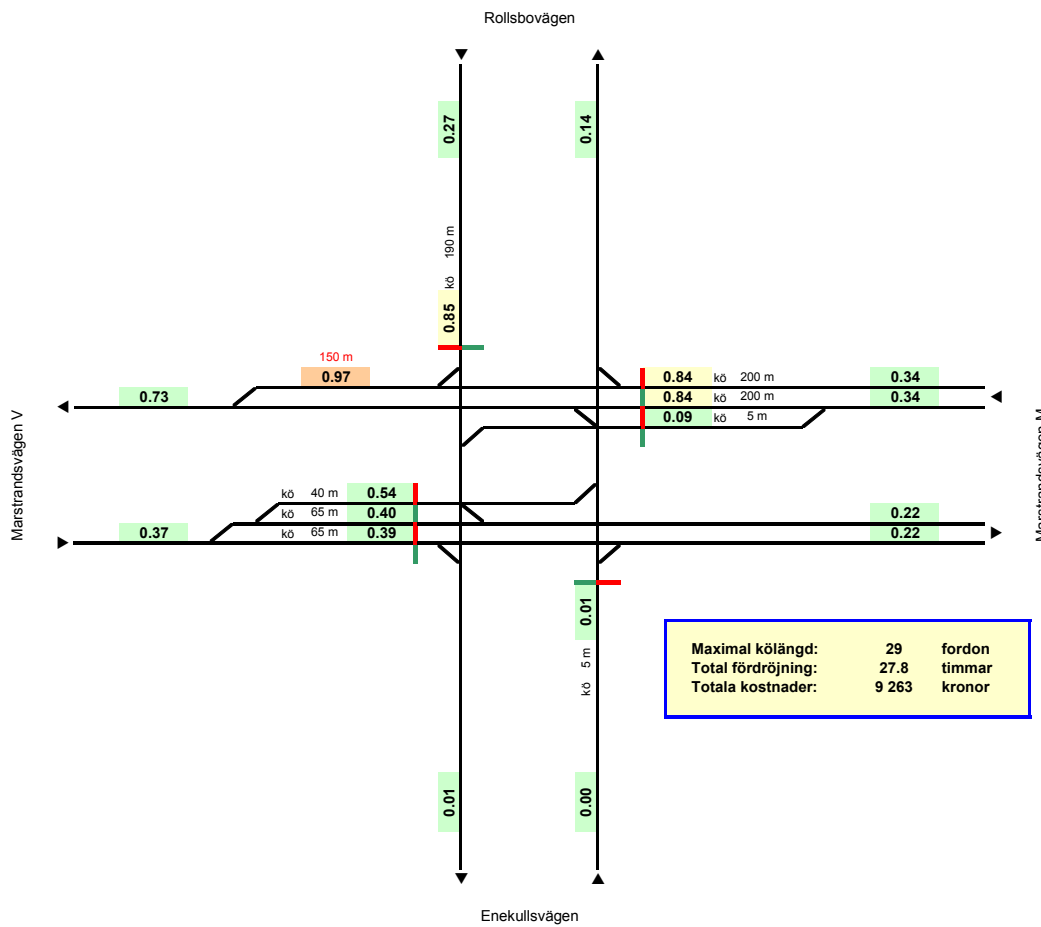 Rollsbovägen
0.27
0.14
kö 190 m
0.85
150 m
0.97
0.84 kö 200 m 0.34
0.73
0.84 kö 200 m 0.34
0.09 kö 5 m
Marstrandsvägen V
kö 40 m 0.54
kö 65 m 0.40 0.22
0.37 kö 65 m 0.39 0.22
0.01
kö 5 m
Maximal kölängd: 29 fordon
Total fördröjning: 27.8 timmar
Totala kostnader: 9 263 kronor
0.01
0.00
Enekullsvägen